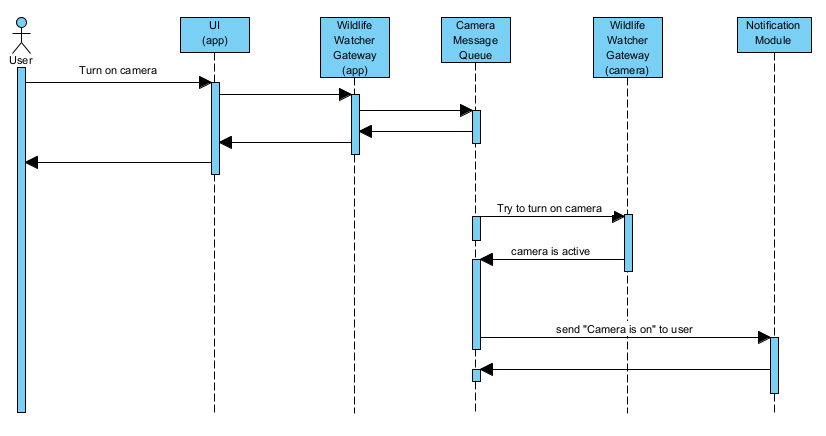 User
UI
(app)
Wildlife
Watcher
Gateway
(app)
Camera
Message
Queue
Wildlife
Watcher
Gateway
(camera)
Notification
Module
Turn on camera
Try to turn on camera
camera is active
send "Camera is on" to user